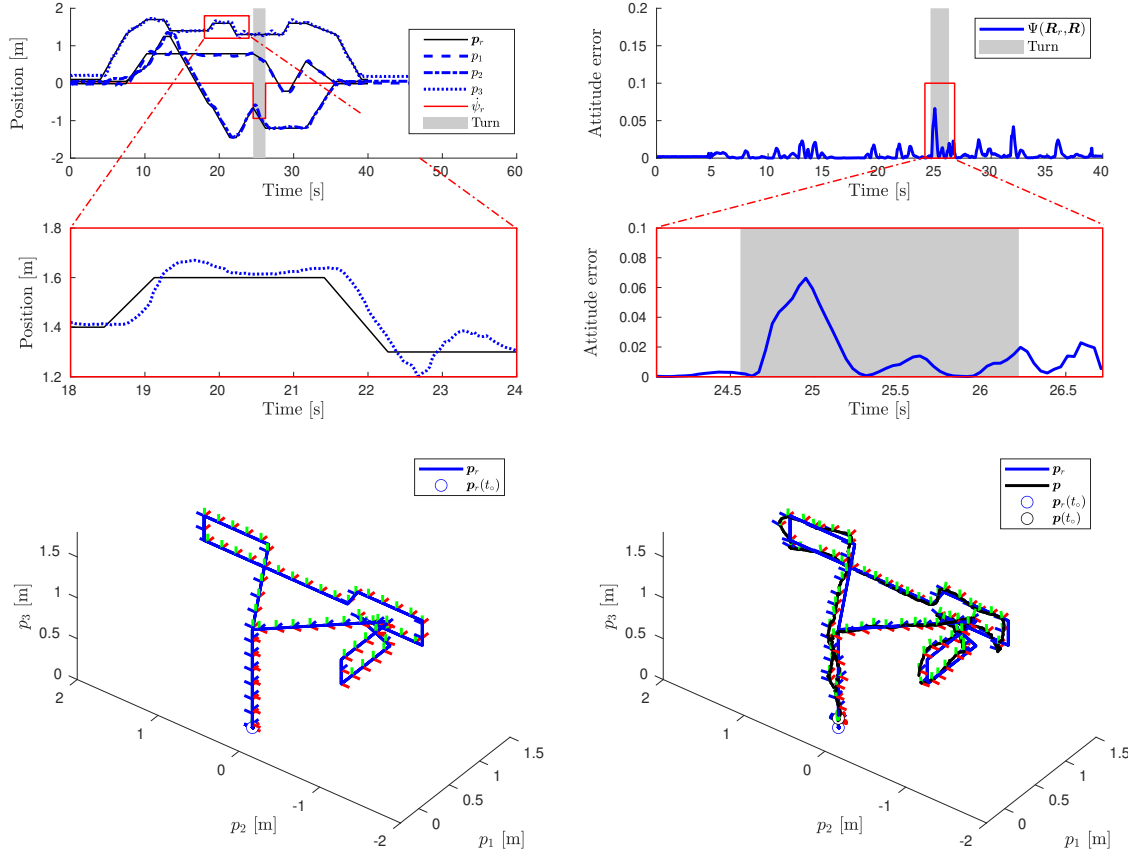 Position [m]
2
1
0
-1
-2
0
10
20
30
40
50
60
Time [s]
p_r
p_1
p_2
p_3
ψ̇_r
Turn
Attitude error
0.2
0.15
0.1
0.05
0
0
5
10
15
20
25
30
35
40
Time [s]
Ψ(R_r,R)
Turn
Position [m]
1.8
1.6
1.4
1.2
18
19
20
21
22
23
24
Time [s]
Attitude error
0.1
0.08
0.06
0.04
0.02
0
24.5
25
25.5
26
26.5
Time [s]
p_r
p_r(t_∘)
p_3 [m]
1.5
1
0.5
0
2
1
0
-1
-2
p_2 [m]
0
0.5
1
1.5
p_1 [m]
p_r
p
p_r(t_∘)
p(t_∘)
p_3 [m]
1.5
1
0.5
0
2
1
0
-1
-2
p_2 [m]
0
0.5
1
1.5
p_1 [m]